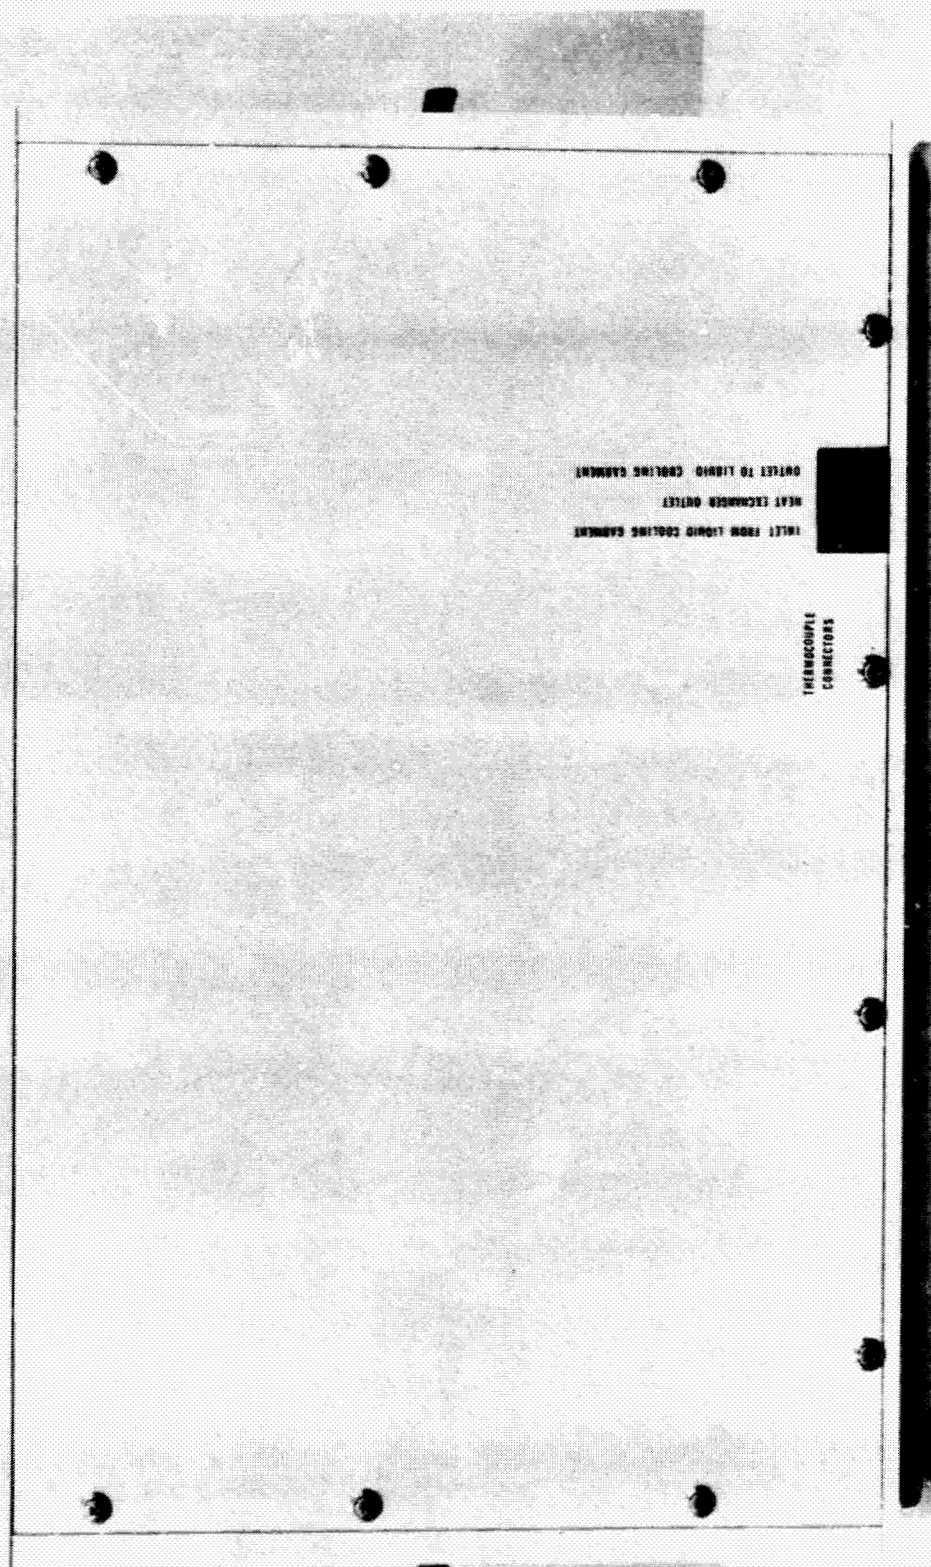 INLET FROM LIQUID COOLING GARMENT
HEAT EXCHANGER OUTLET
OUTLET TO LIQUID COOLING GARMENT
THERMOCOUPLE
CONNECTORS